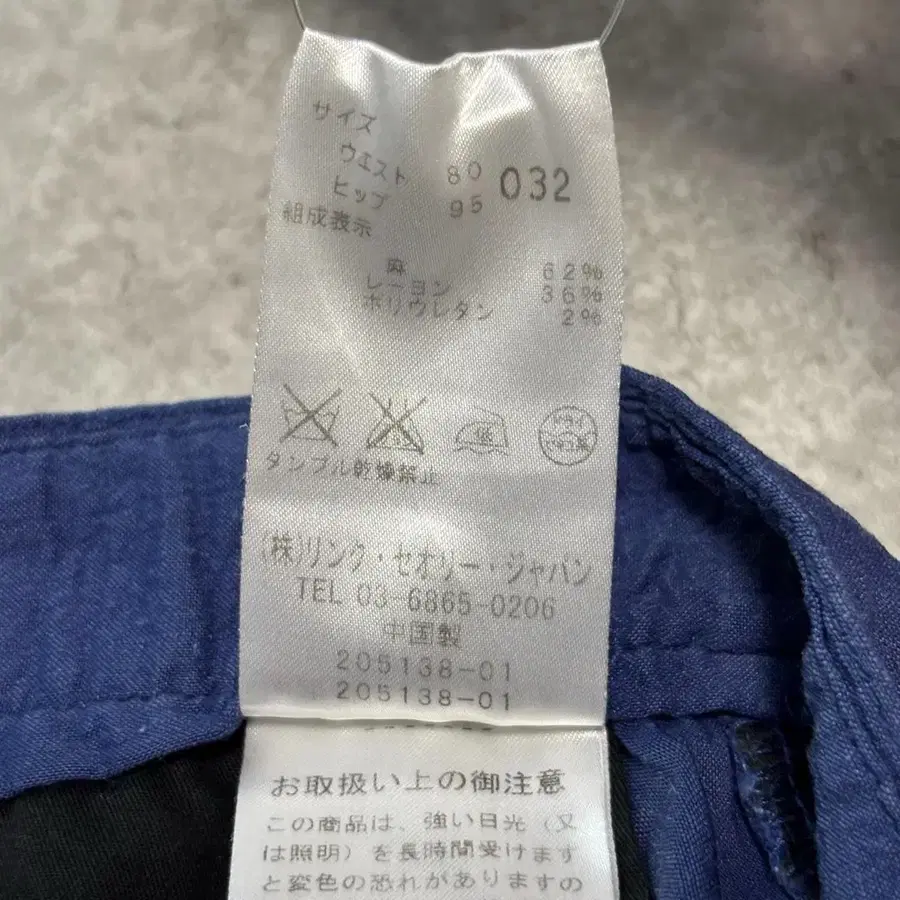 サイズ
ウエスト 80 032
ヒップ 95
組成表示
麻 62%
レーヨン 36%
ポリウレタン 2%
タンブル乾燥禁止
(株)リンク・セオリー・ジャパン
TEL 03-6865-0206
中国製
205138-01
205138-01
お取扱い上の御注意
この商品は、強い日光(又
は照明)を長時間受けます
と変色の恐れがありますの